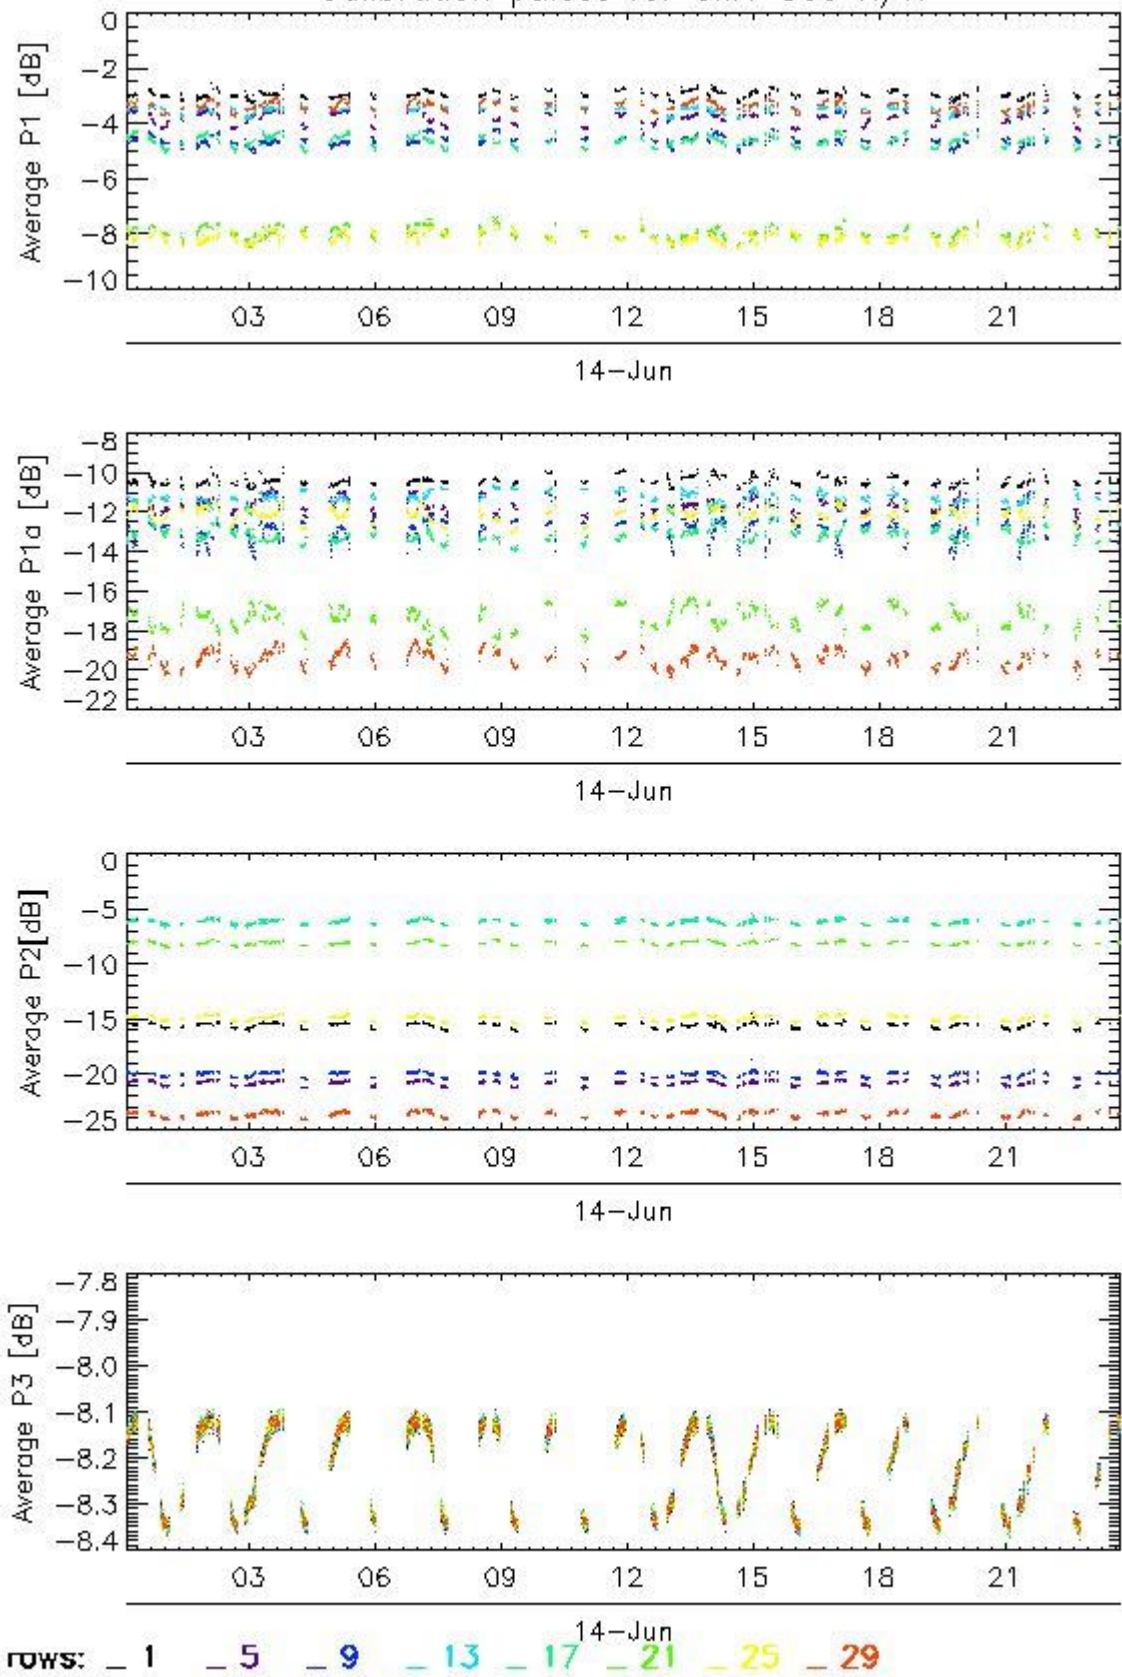 0
−2
−4
−6
−8
−10
Average P1 [dB]
03 06 09 12 15 18 21
14−Jun
−8
−10
−12
−14
−16
−18
−20
−22
Average P1a [dB]
03 06 09 12 15 18 21
14−Jun
0
−5
−10
−15
−20
−25
Average P2[dB]
03 06 09 12 15 18 21
14−Jun
−7.8
−7.9
−8.0
−8.1
−8.2
−8.3
−8.4
Average P3 [dB]
03 06 09 12 15 18 21
14−Jun
rows: _ 1 _ 5 _ 9 _ 13 _ 17 _ 21 _ 25 _ 29